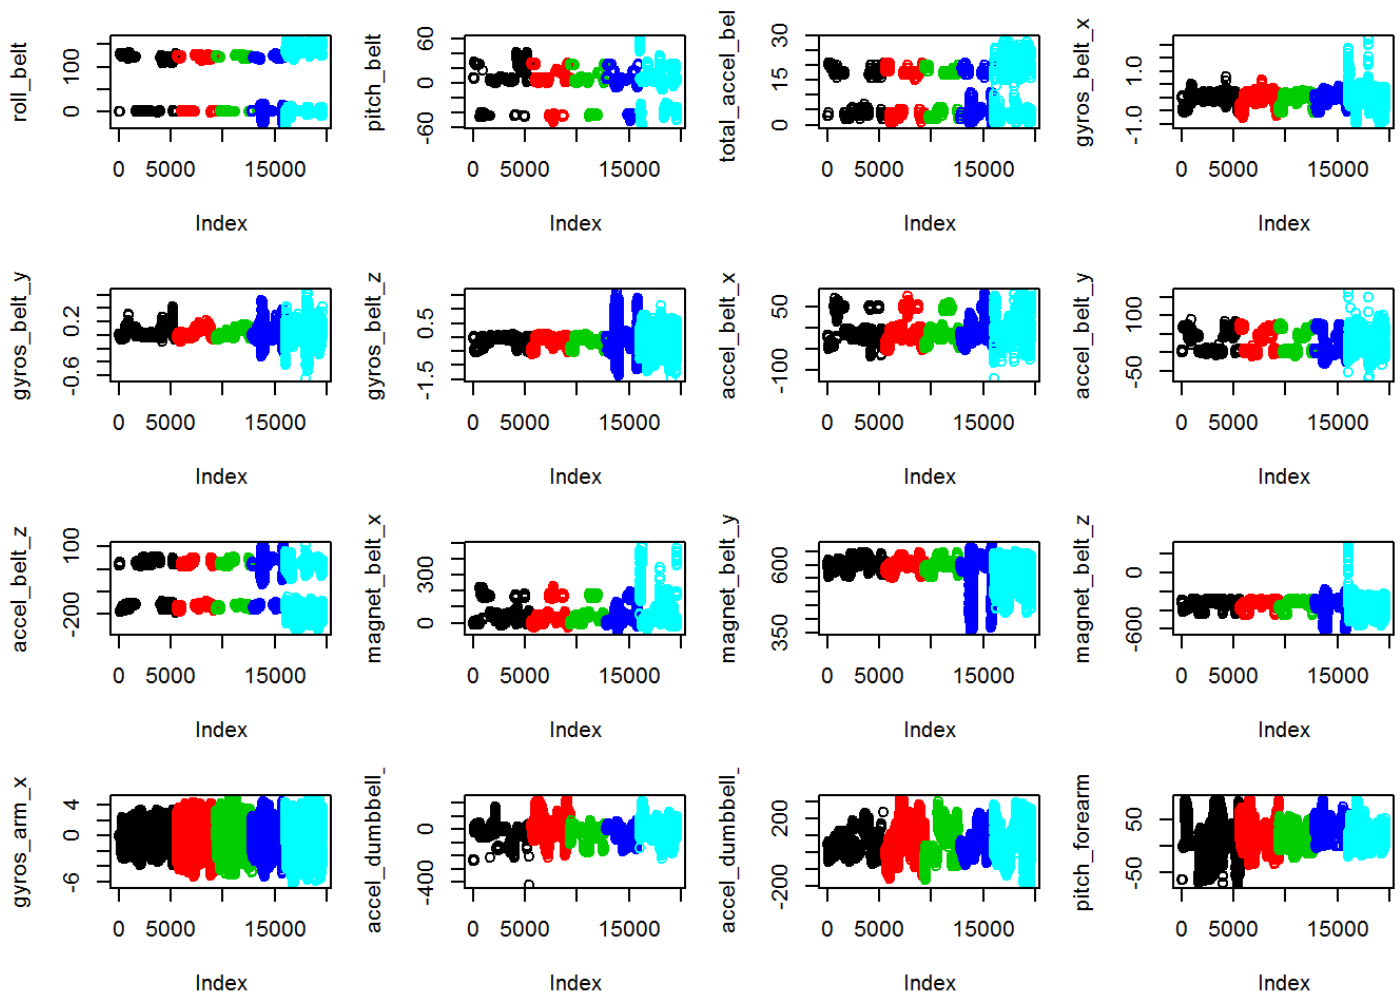 roll_belt
100
0
0 5000 15000
Index
pitch_belt
60
0
-60
0 5000 15000
Index
total_accel_bel
30
15
0
0 5000 15000
Index
gyros_belt_x
1.0
-1.0
0 5000 15000
Index
gyros_belt_y
0.2
-0.6
0 5000 15000
Index
gyros_belt_z
0.5
-1.5
0 5000 15000
Index
accel_belt_x
50
-100
0 5000 15000
Index
accel_belt_y
100
-50
0 5000 15000
Index
accel_belt_z
100
-200
0 5000 15000
Index
magnet_belt_x
300
0
0 5000 15000
Index
magnet_belt_y
600
350
0 5000 15000
Index
magnet_belt_z
0
-600
0 5000 15000
Index
gyros_arm_x
4
0
-6
0 5000 15000
Index
accel_dumbbell_
0
-400
0 5000 15000
Index
accel_dumbbell_
200
-200
0 5000 15000
Index
pitch_forearm
50
-50
0 5000 15000
Index